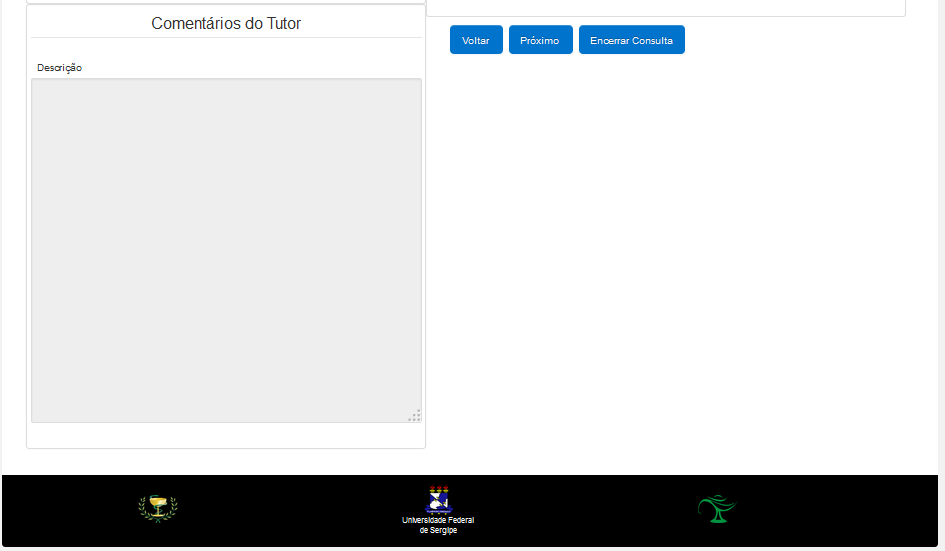 Comentários do Tutor
Voltar
Próximo
Encerrar Consulta
Descrição
Universidade Federal
de Sergipe